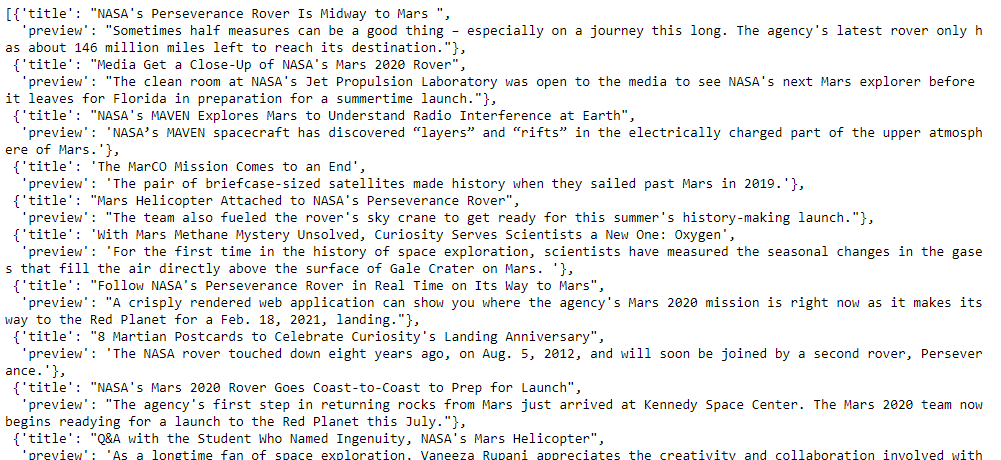 [{'title': "NASA's Perseverance Rover Is Midway to Mars ",
'preview': "Sometimes half measures can be a good thing – especially on a journey this long. The agency's latest rover only h
as about 146 million miles left to reach its destination."},
{'title': "Media Get a Close-Up of NASA's Mars 2020 Rover",
'preview': "The clean room at NASA's Jet Propulsion Laboratory was open to the media to see NASA's next Mars explorer before
it leaves for Florida in preparation for a summertime launch."},
{'title': "NASA's MAVEN Explores Mars to Understand Radio Interference at Earth",
'preview': 'NASA’s MAVEN spacecraft has discovered “layers” and “rifts” in the electrically charged part of the upper atmosph
ere of Mars.'},
{'title': 'The MarCO Mission Comes to an End',
'preview': 'The pair of briefcase-sized satellites made history when they sailed past Mars in 2019.'},
{'title': "Mars Helicopter Attached to NASA's Perseverance Rover",
'preview': "The team also fueled the rover's sky crane to get ready for this summer's history-making launch."},
{'title': 'With Mars Methane Mystery Unsolved, Curiosity Serves Scientists a New One: Oxygen',
'preview': 'For the first time in the history of space exploration, scientists have measured the seasonal changes in the gase
s that fill the air directly above the surface of Gale Crater on Mars. '},
{'title': "Follow NASA's Perseverance Rover in Real Time on Its Way to Mars",
'preview': "A crisply rendered web application can show you where the agency's Mars 2020 mission is right now as it makes its
way to the Red Planet for a Feb. 18, 2021, landing."},
{'title': "8 Martian Postcards to Celebrate Curiosity's Landing Anniversary",
'preview': 'The NASA rover touched down eight years ago, on Aug. 5, 2012, and will soon be joined by a second rover, Persever
ance.'},
{'title': "NASA's Mars 2020 Rover Goes Coast-to-Coast to Prep for Launch",
'preview': "The agency's first step in returning rocks from Mars just arrived at Kennedy Space Center. The Mars 2020 team now
begins readying for a launch to the Red Planet this July."},
{'title': "Q&A with the Student Who Named Ingenuity, NASA's Mars Helicopter",
'preview': 'As a longtime fan of space exploration, Vaneeza Rupani appreciates the creativity and collaboration involved with